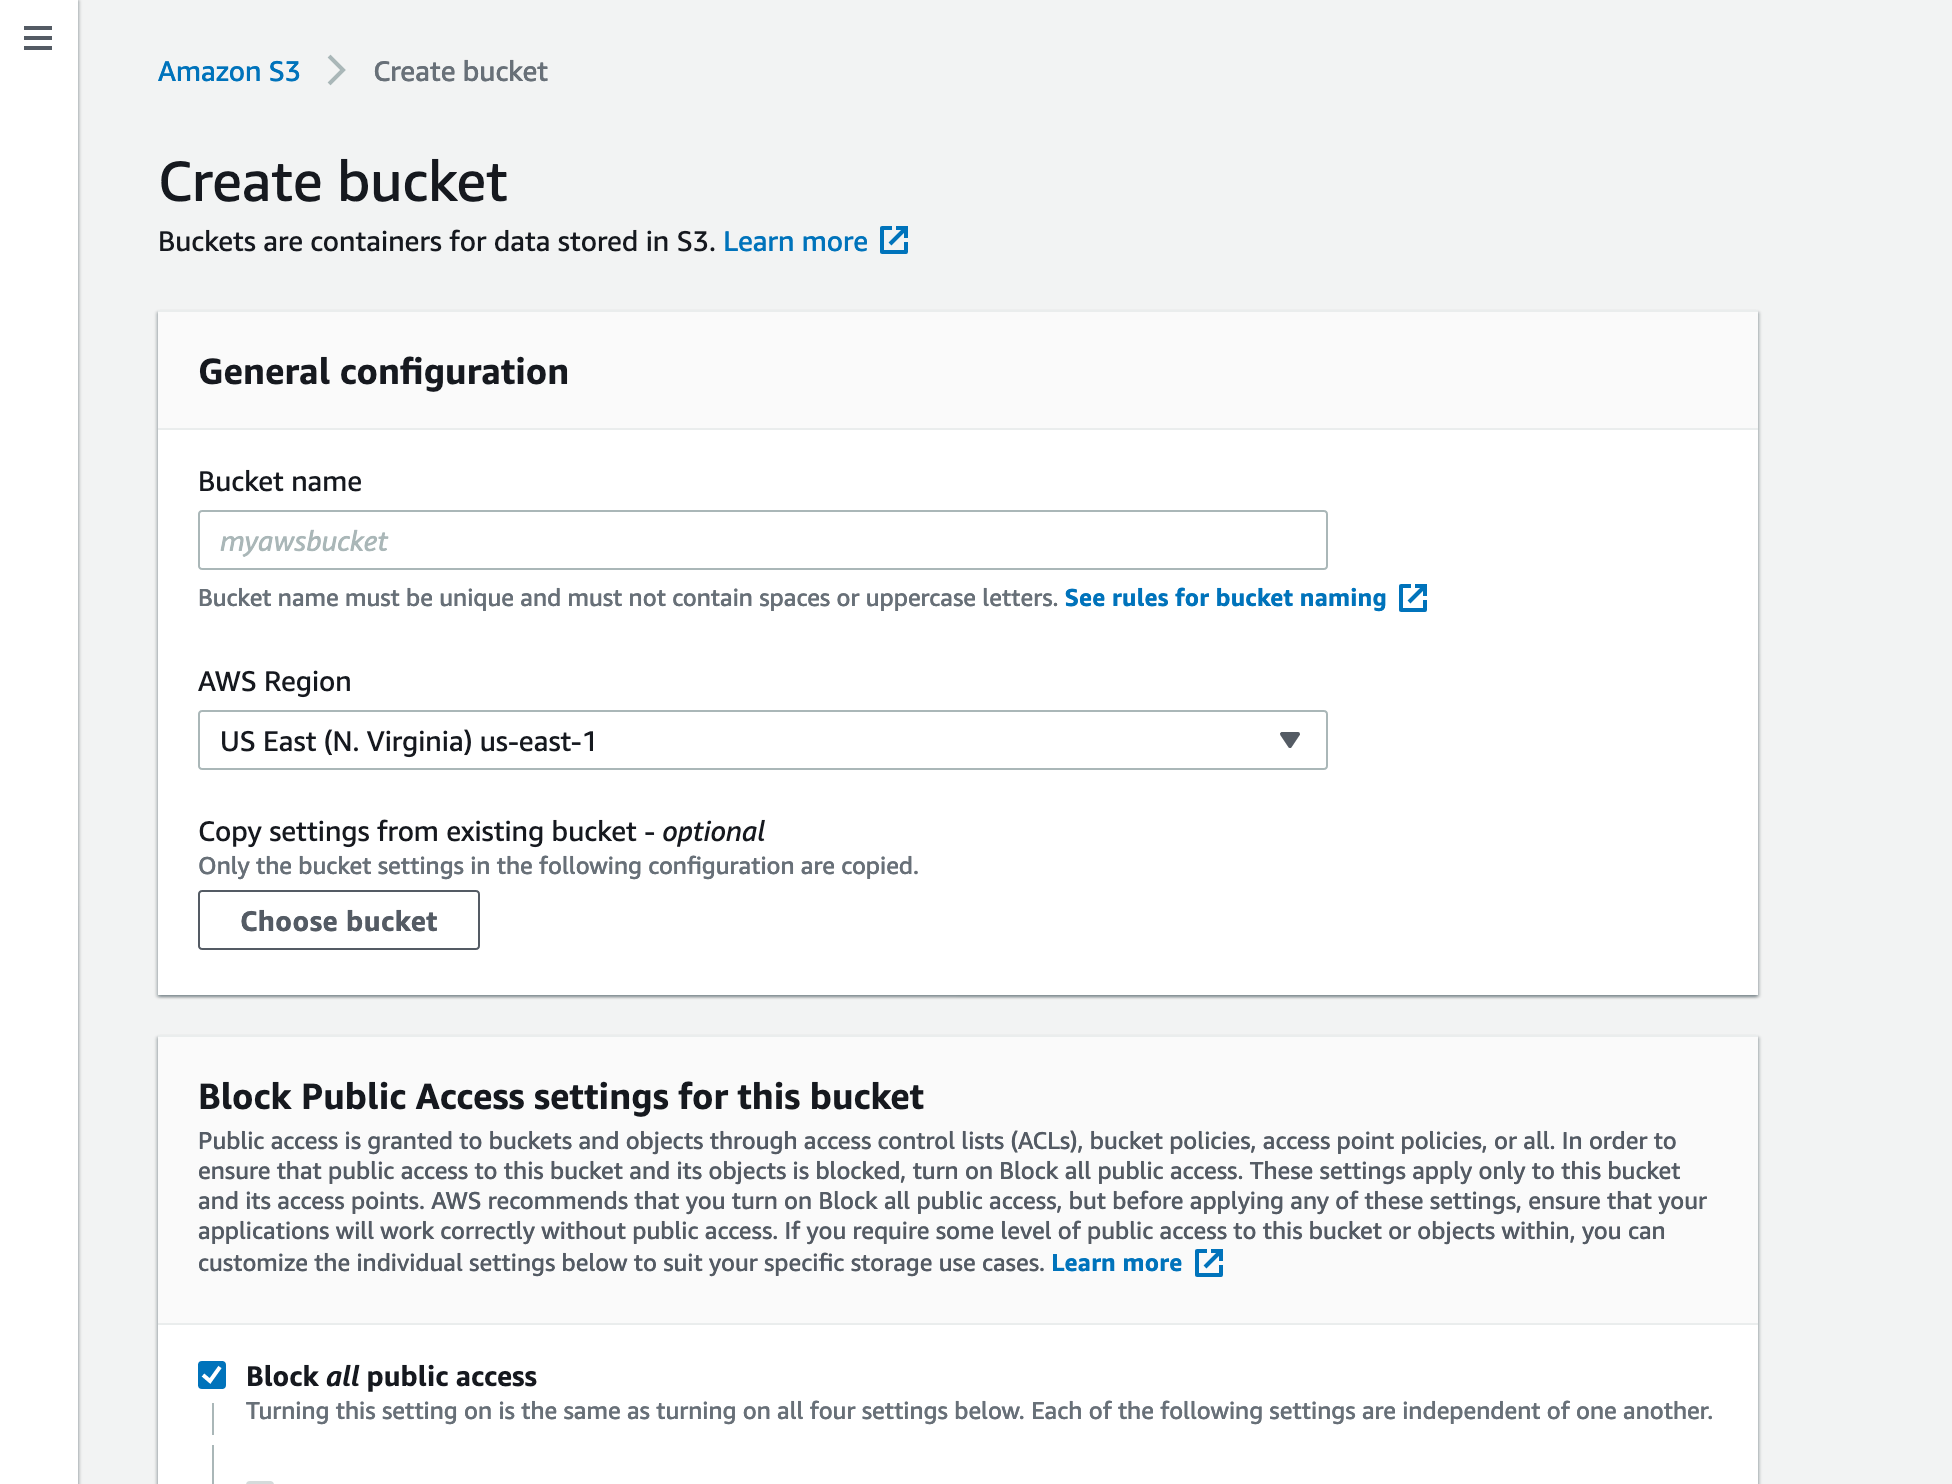 Amazon S3 Create bucket
Create bucket
Buckets are containers for data stored in S3. Learn more
General configuration
Bucket name
myawsbucket
Bucket name must be unique and must not contain spaces or uppercase letters. See rules for bucket naming
AWS Region
US East (N. Virginia) us-east-1
Copy settings from existing bucket - optional
Only the bucket settings in the following configuration are copied.
Choose bucket
Block Public Access settings for this bucket
Public access is granted to buckets and objects through access control lists (ACLs), bucket policies, access point policies, or all. In order to
ensure that public access to this bucket and its objects is blocked, turn on Block all public access. These settings apply only to this bucket
and its access points. AWS recommends that you turn on Block all public access, but before applying any of these settings, ensure that your
applications will work correctly without public access. If you require some level of public access to this bucket or objects within, you can
customize the individual settings below to suit your specific storage use cases. Learn more
Block all public access
Turning this setting on is the same as turning on all four settings below. Each of the following settings are independent of one another.